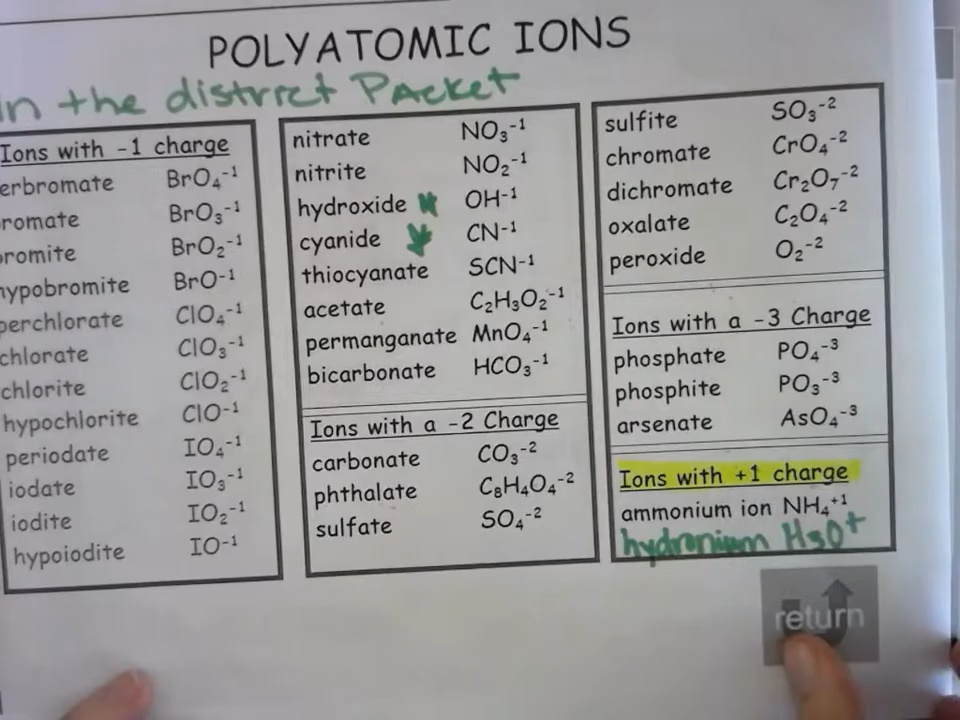 POLYATOMIC IONS
in the district Packet
Ions with -1 charge
erbromate BrO₄⁻¹
romate BrO₃⁻¹
romite BrO₂⁻¹
hypobromite BrO⁻¹
perchlorate ClO₄⁻¹
chlorate ClO₃⁻¹
chlorite ClO₂⁻¹
hypochlorite ClO⁻¹
periodate IO₄⁻¹
iodate IO₃⁻¹
iodite IO₂⁻¹
hypoiodite IO⁻¹
nitrate NO₃⁻¹
nitrite NO₂⁻¹
hydroxide OH⁻¹
cyanide CN⁻¹
thiocyanate SCN⁻¹
acetate C₂H₃O₂⁻¹
permanganate MnO₄⁻¹
bicarbonate HCO₃⁻¹
Ions with a -2 Charge
carbonate CO₃⁻²
phthalate C₈H₄O₄⁻²
sulfate SO₄⁻²
sulfite SO₃⁻²
chromate CrO₄⁻²
dichromate Cr₂O₇⁻²
oxalate C₂O₄⁻²
peroxide O₂⁻²
Ions with a -3 Charge
phosphate PO₄⁻³
phosphite PO₃⁻³
arsenate AsO₄⁻³
Ions with +1 charge
ammonium ion NH₄⁺¹
hydronium H₃O⁺
return